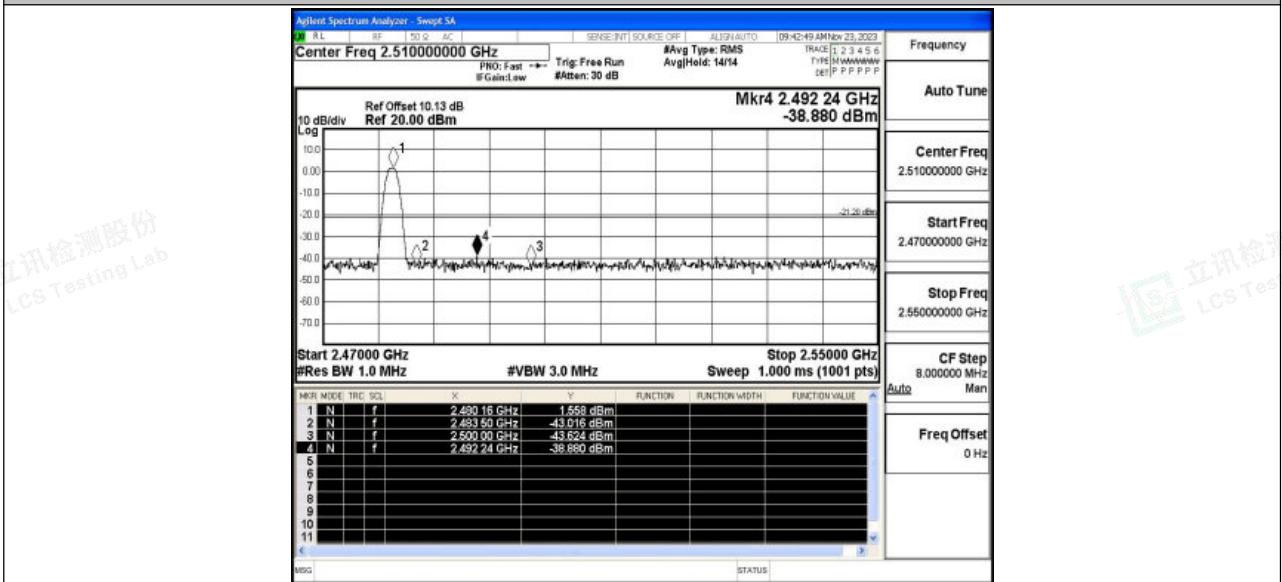 Agilent Spectrum Analyzer - Swept SA
RL RF 50 Ω AC SENSE:INT SOURCE OFF ALIGN AUTO 09:42:49 AM Nov 23, 2023
Center Freq 2.510000000 GHz
PNO: Fast
IFGain:Low
Trig: Free Run
#Atten: 30 dB
#Avg Type: RMS
Avg|Hold: 14/14
TRACE 1 2 3 4 5 6
TYPE M WWWWW
DET P P P P P P
Mkr4 2.492 24 GHz
-38.880 dBm
Ref Offset 10.13 dB
10 dB/div Ref 20.00 dBm
Log
10.0
0.00
-10.0
-20.0
-30.0
-40.0
-50.0
-60.0
-70.0
1
2
4
3
-21.20 dBm
Start 2.47000 GHz Stop 2.55000 GHz
#Res BW 1.0 MHz #VBW 3.0 MHz Sweep 1.000 ms (1001 pts)
MKR MODE TRC SCL X Y FUNCTION FUNCTION WIDTH FUNCTION VALUE
1 N f 2.480 16 GHz 1.558 dBm
2 N f 2.483 50 GHz -43.016 dBm
3 N f 2.500 00 GHz -43.624 dBm
4 N f 2.492 24 GHz -38.880 dBm
5
6
7
8
9
10
11
MSG STATUS
Frequency
Auto Tune
Center Freq
2.510000000 GHz
Start Freq
2.470000000 GHz
Stop Freq
2.550000000 GHz
CF Step
8.000000 MHz
Auto Man
Freq Offset
0 Hz
立讯检测股份
LCS Testing Lab
立讯检
LCS Tes